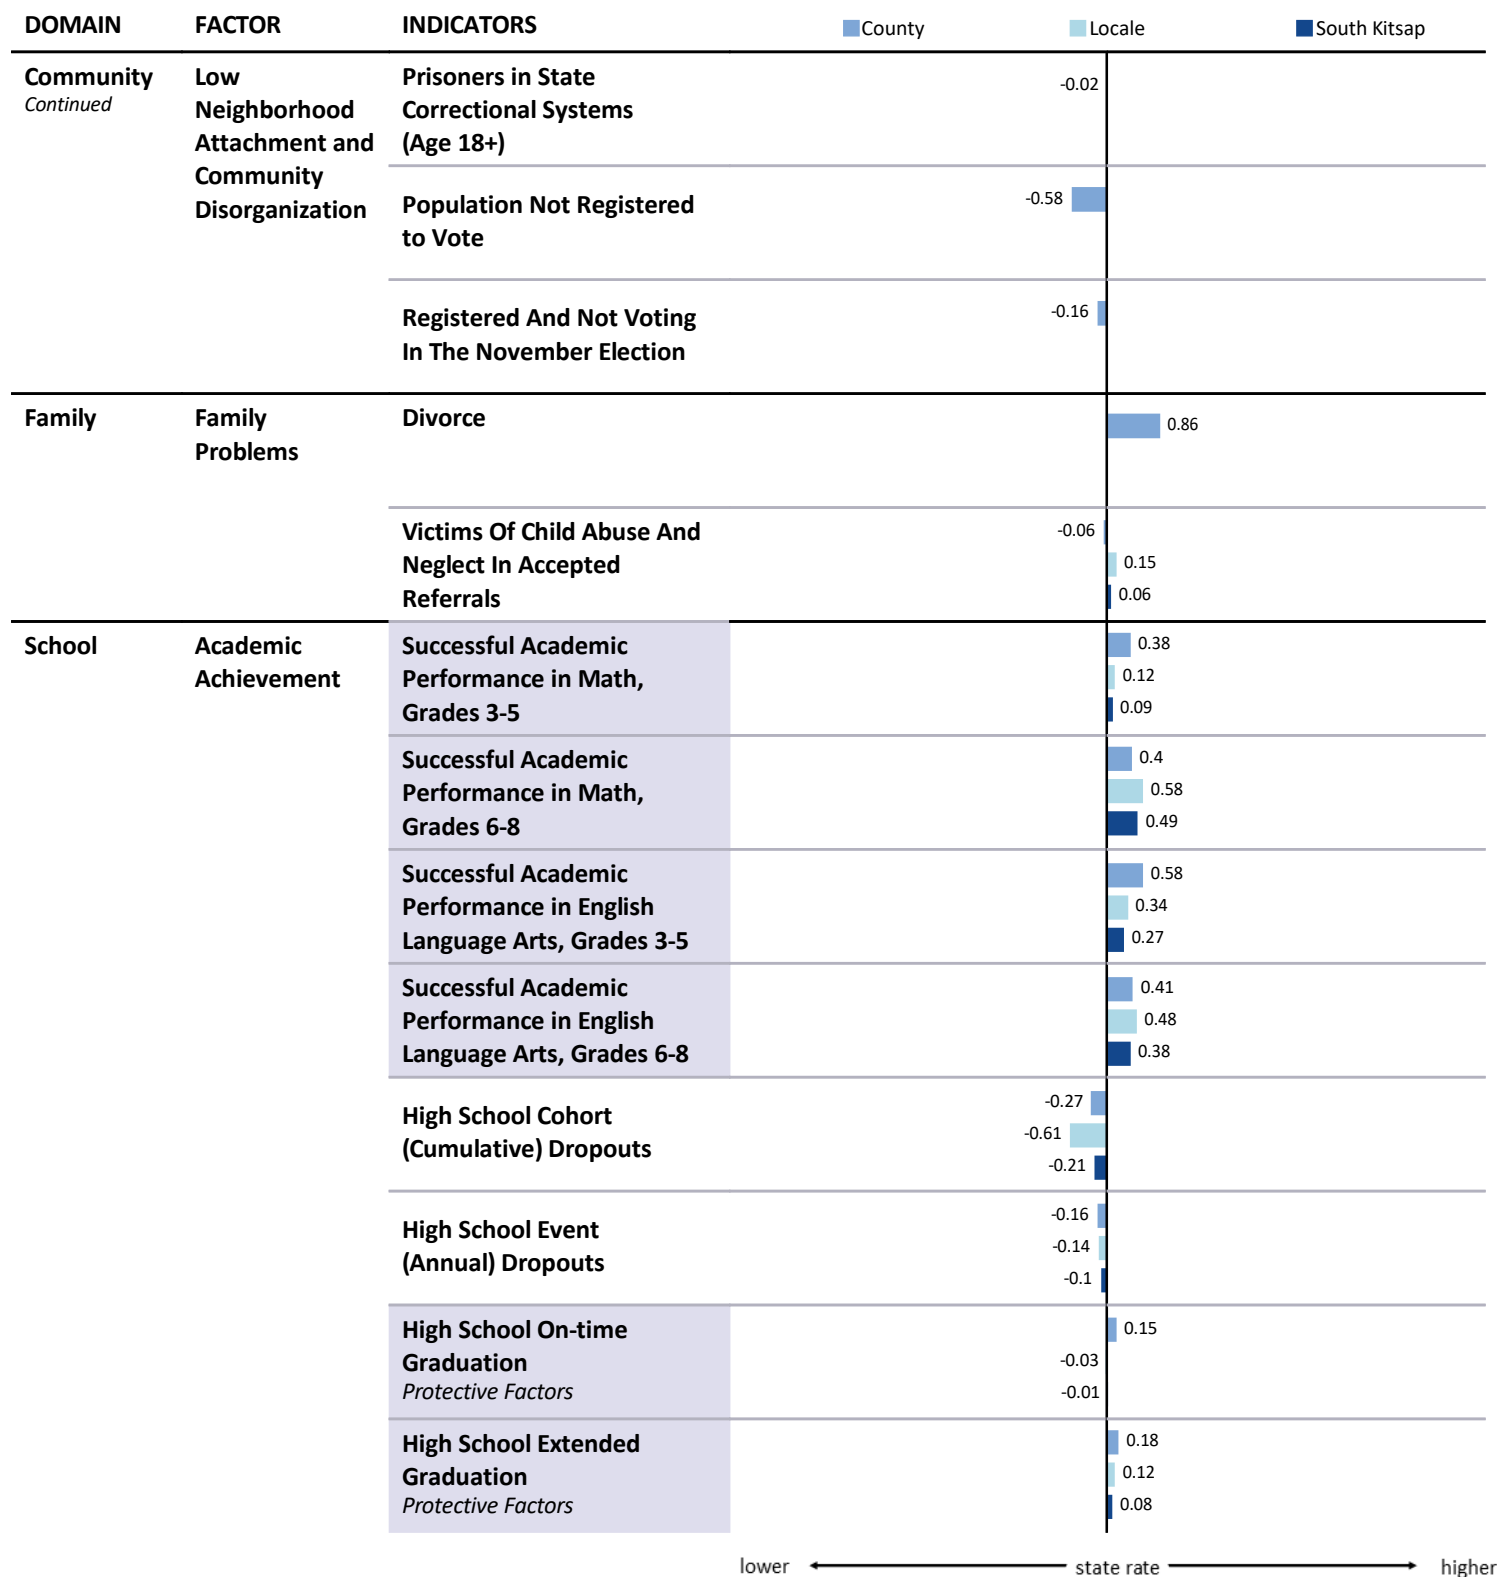 DOMAIN FACTOR INDICATORS County Locale South Kitsap
Community
Continued
Low
Neighborhood
Attachment and
Community
Disorganization
Prisoners in State
Correctional Systems
(Age 18+)
-0.02
Population Not Registered
to Vote
-0.58
Registered And Not Voting
In The November Election
-0.16
Family
Family
Problems
Divorce
0.86
Victims Of Child Abuse And
Neglect In Accepted
Referrals
-0.06
0.15
0.06
School
Academic
Achievement
Successful Academic
Performance in Math,
Grades 3-5
0.38
0.12
0.09
Successful Academic
Performance in Math,
Grades 6-8
0.4
0.58
0.49
Successful Academic
Performance in English
Language Arts, Grades 3-5
0.58
0.34
0.27
Successful Academic
Performance in English
Language Arts, Grades 6-8
0.41
0.48
0.38
High School Cohort
(Cumulative) Dropouts
-0.27
-0.61
-0.21
High School Event
(Annual) Dropouts
-0.16
-0.14
-0.1
High School On-time
Graduation
Protective Factors
0.15
-0.03
-0.01
High School Extended
Graduation
Protective Factors
0.18
0.12
0.08
lower state rate higher